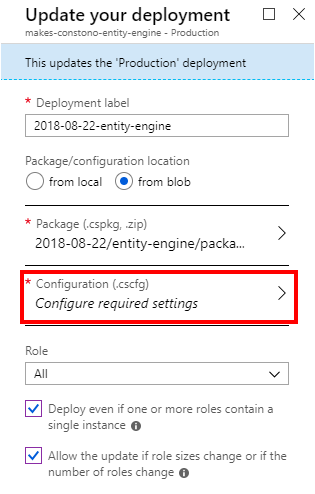 Update your deployment
makes-constono-entity-engine - Production
This updates the 'Production' deployment
* Deployment label
2018-08-22-entity-engine
Package/configuration location
from local from blob
* Package (.cspkg, .zip)
2018-08-22/entity-engine/packa...
* Configuration (.cscfg)
Configure required settings
Role
All
Deploy even if one or more roles contain a
single instance
Allow the update if role sizes change or if the
number of roles change